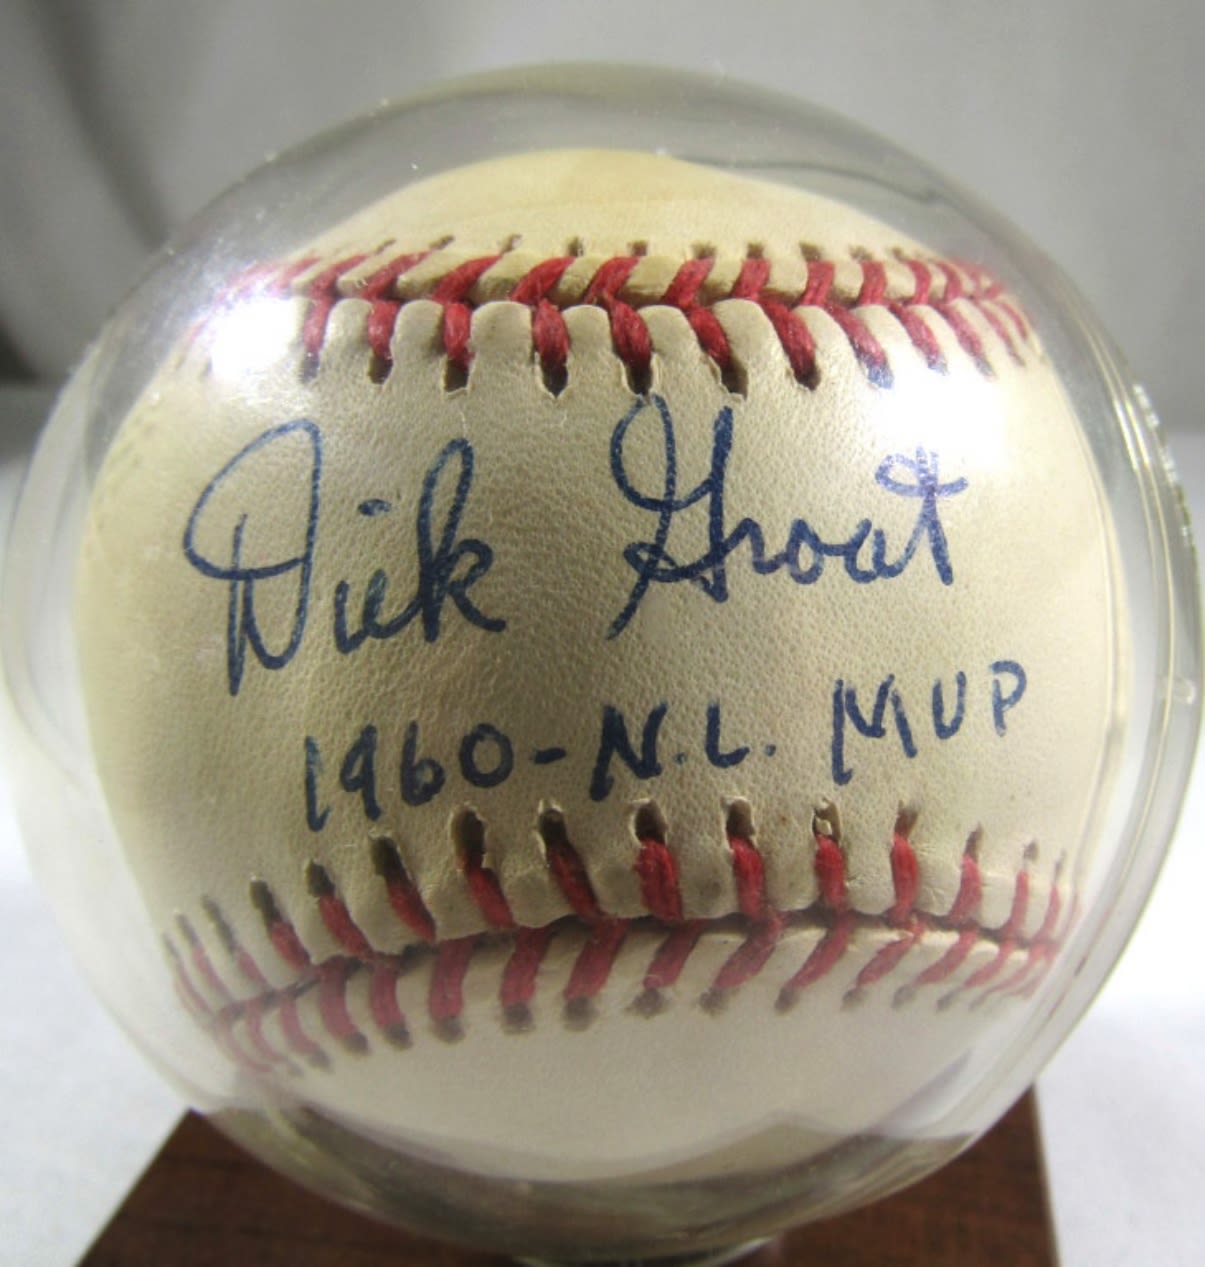 Dick Groat
1960-N.L. MVP